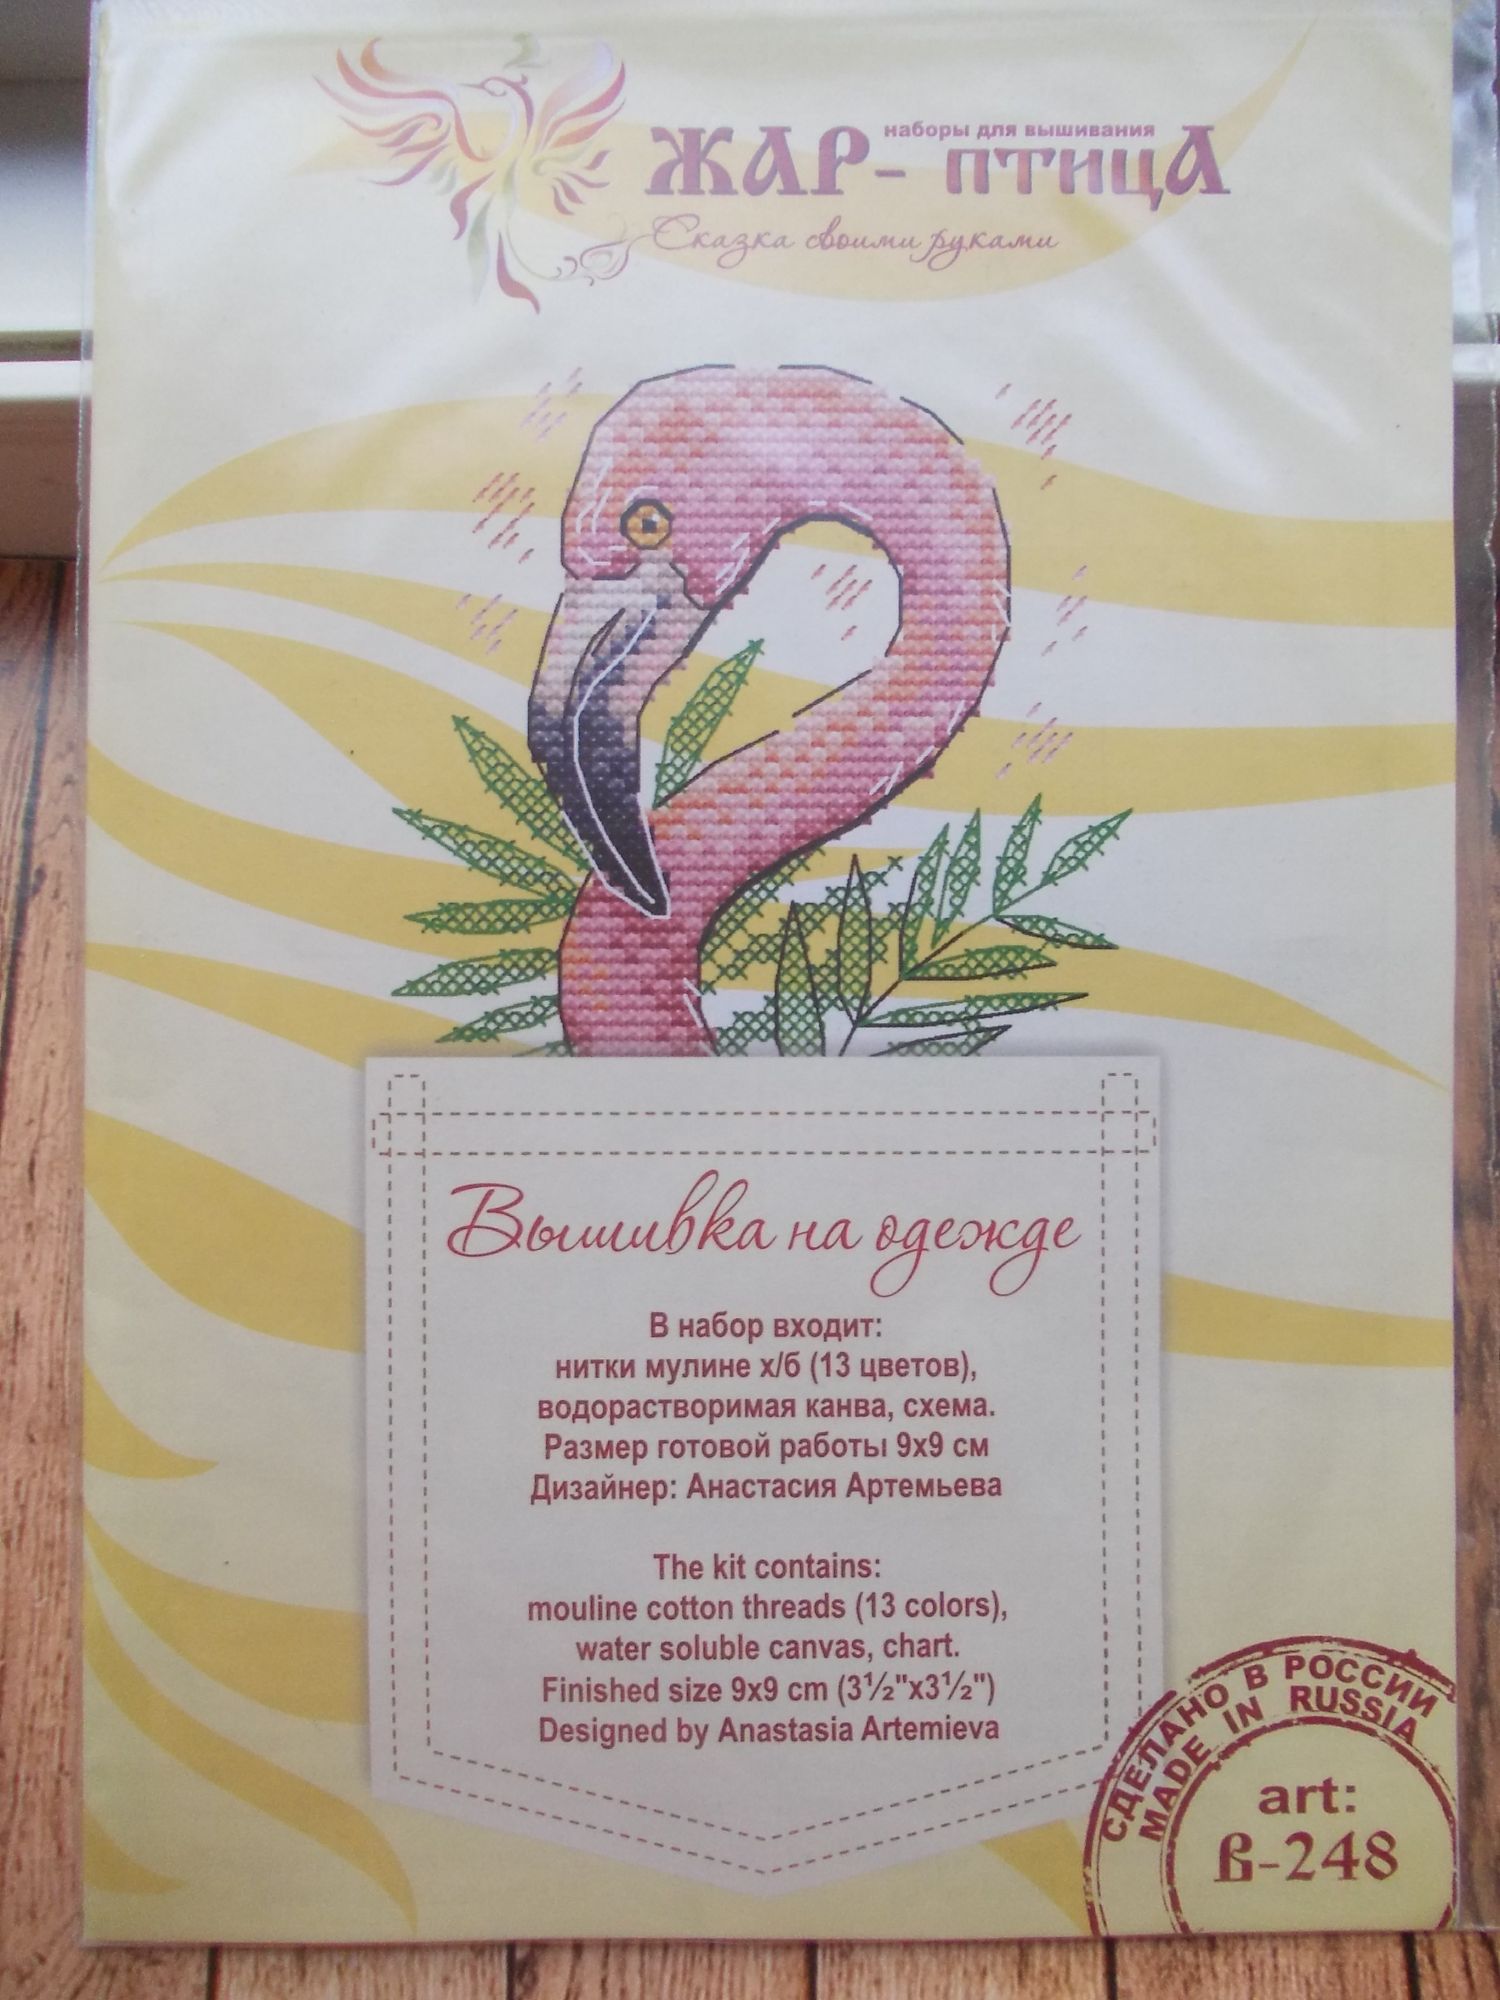 наборы для вышивания
ЖАР-ПТИЦА
Сказка своими руками
Вышивка на одежде
В набор входит:
нитки мулине х/б (13 цветов),
водорастворимая канва, схема.
Размер готовой работы 9х9 см
Дизайнер: Анастасия Артемьева
The kit contains:
mouline cotton threads (13 colors),
water soluble canvas, chart.
Finished size 9x9 cm (3½"x3½")
Designed by Anastasia Artemieva
СДЕЛАНО В РОССИИ
MADE IN RUSSIA
art:
В-248